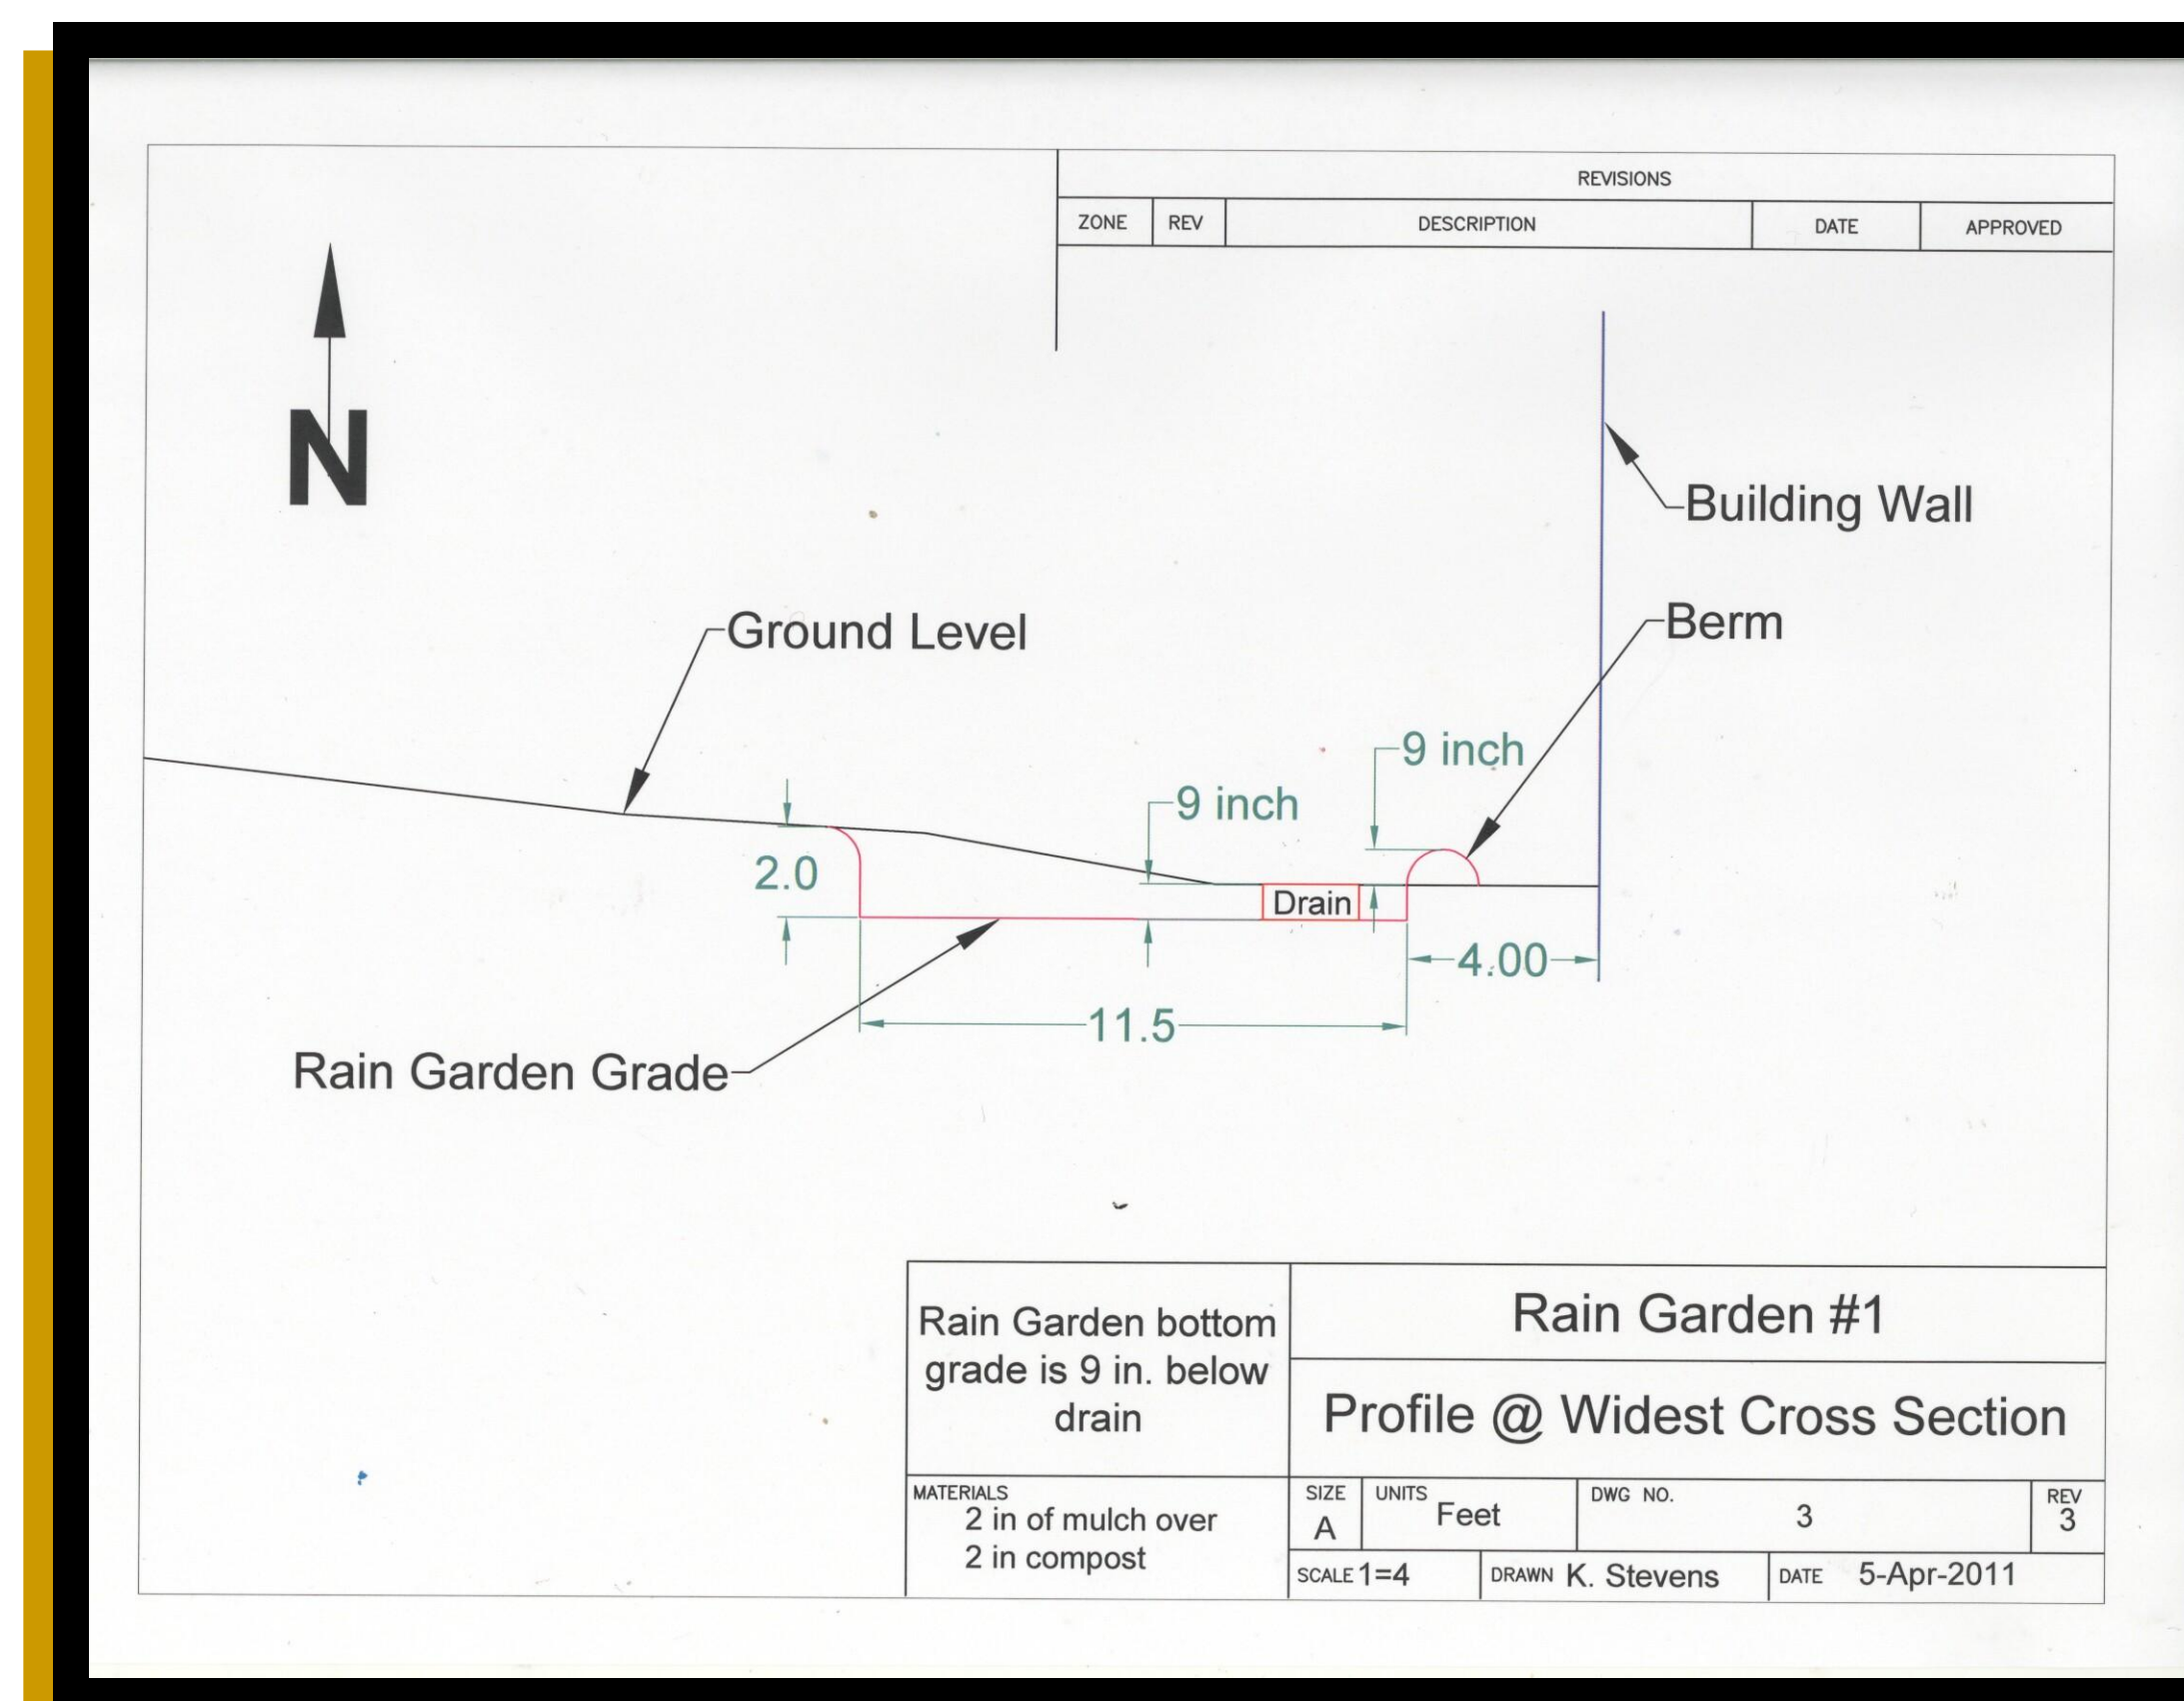 REVISIONS
ZONE REV DESCRIPTION DATE APPROVED
N
Building Wall
Ground Level
Berm
9 inch
9 inch
2.0
Drain
4.00
11.5
Rain Garden Grade
Rain Garden bottom
grade is 9 in. below
drain
Rain Garden #1
Profile @ Widest Cross Section
MATERIALS
2 in of mulch over
2 in compost
SIZE
A
UNITS
Feet
DWG NO.
3
REV
3
SCALE 1=4
DRAWN K. Stevens
DATE 5-Apr-2011